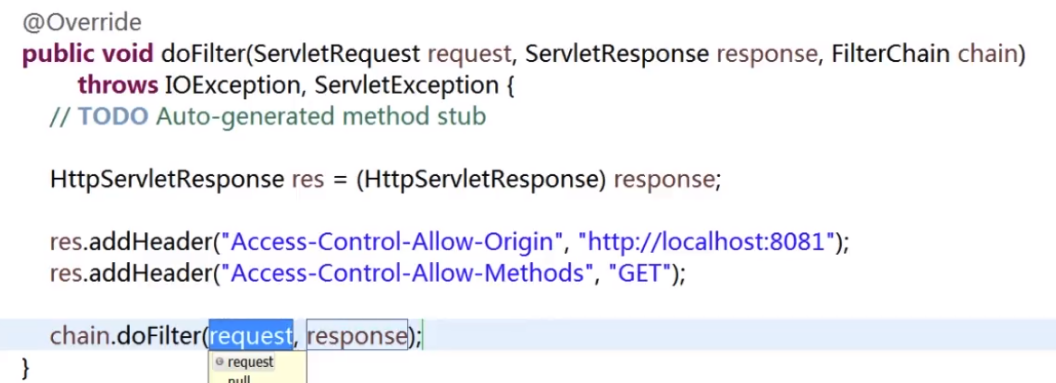 @Override
public void doFilter(ServletRequest request, ServletResponse response, FilterChain chain)
throws IOException, ServletException {
// TODO Auto-generated method stub
HttpServletResponse res = (HttpServletResponse) response;
res.addHeader("Access-Control-Allow-Origin", "http://localhost:8081");
res.addHeader("Access-Control-Allow-Methods", "GET");
chain.doFilter(request, response);
request
null
}